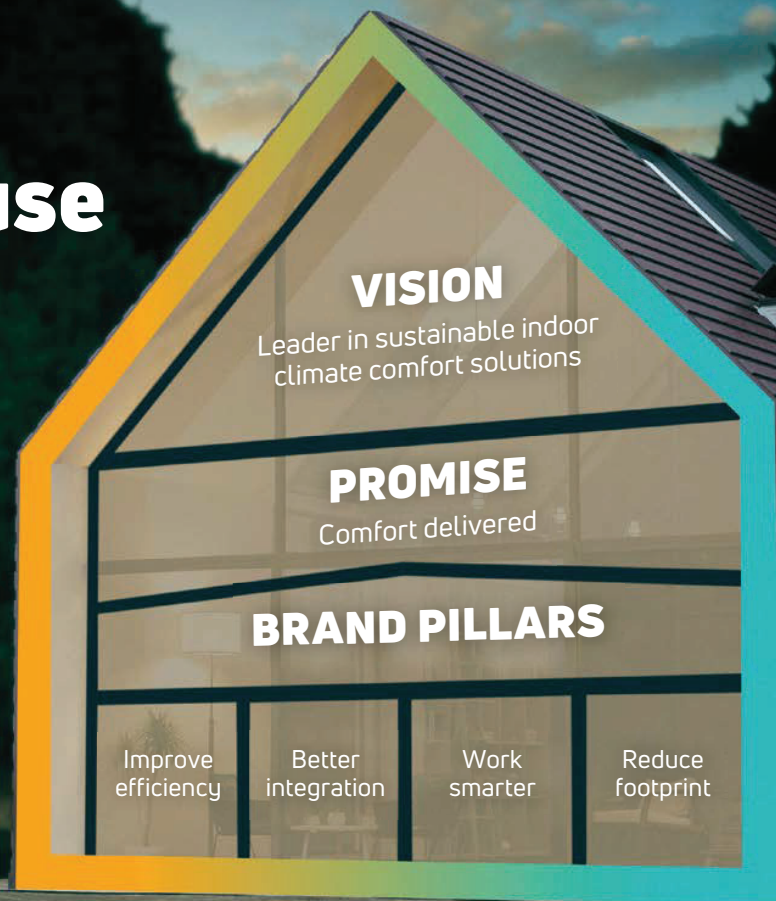 VISION
Leader in sustainable indoor
climate comfort solutions
PROMISE
Comfort delivered
BRAND PILLARS
Improve
efficiency
Better
integration
Work
smarter
Reduce
footprint